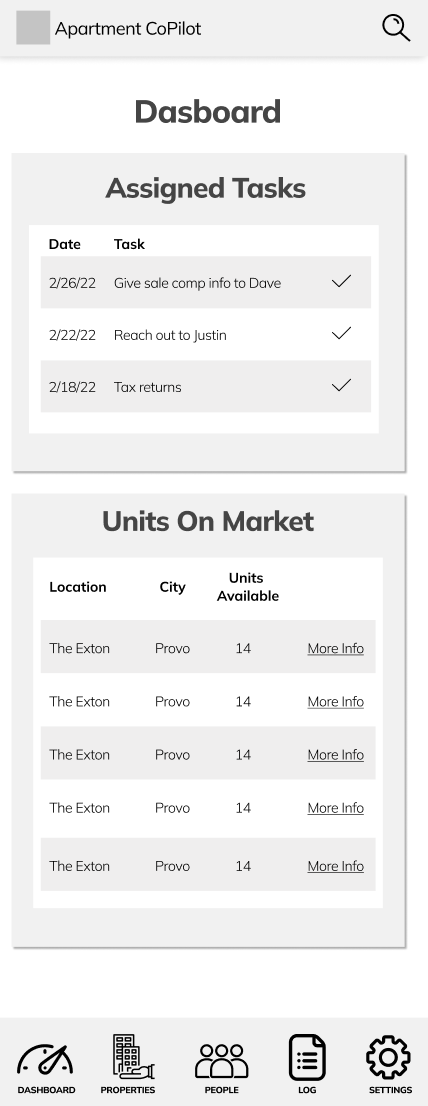 Apartment CoPilot
Dasboard
Assigned Tasks
Date Task
2/26/22 Give sale comp info to Dave
2/22/22 Reach out to Justin
2/18/22 Tax returns
Units On Market
Location City Units Available
The Exton Provo 14 More Info
The Exton Provo 14 More Info
The Exton Provo 14 More Info
The Exton Provo 14 More Info
The Exton Provo 14 More Info
DASHBOARD PROPERTIES PEOPLE LOG SETTINGS